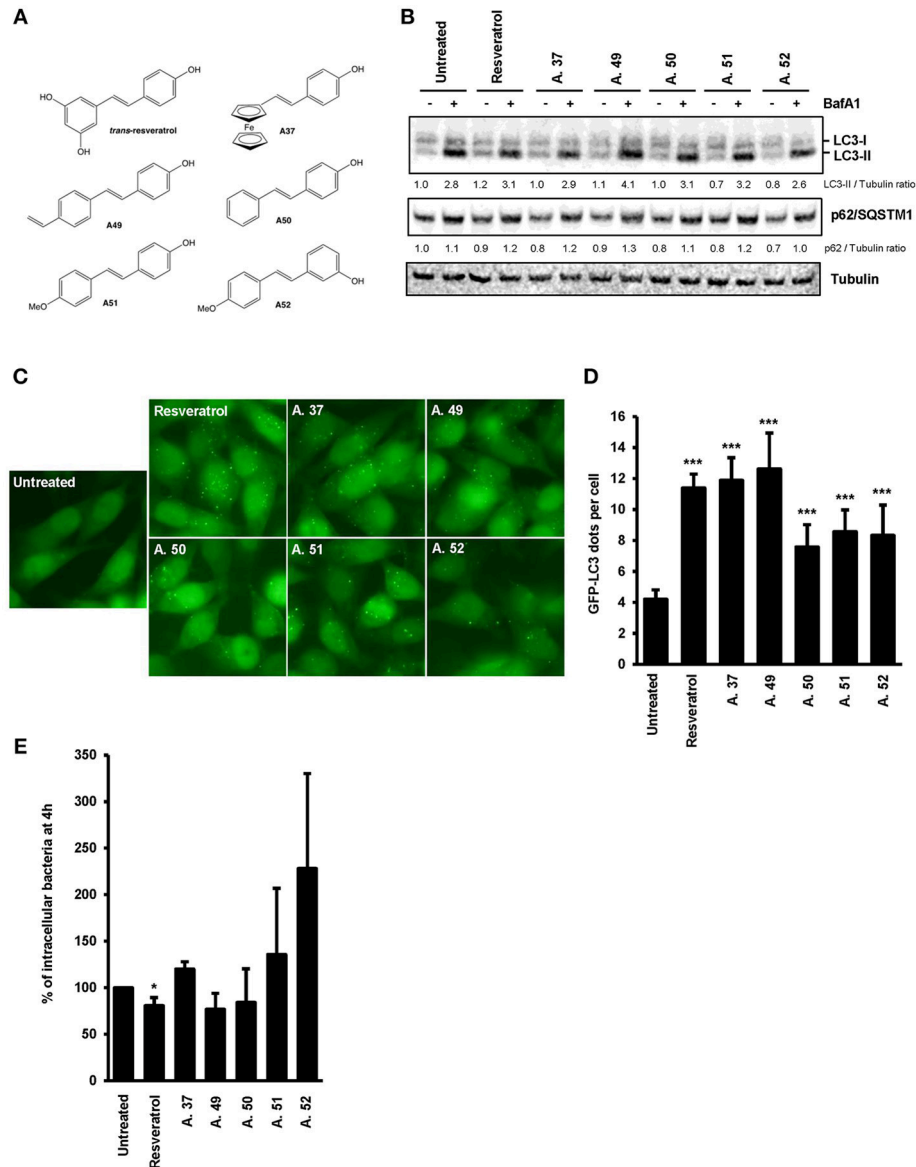 A
OH
HO
OH
trans-resveratrol
OH
Fe
A37
OH
A49
OH
A50
OH
MeO
A51
OH
MeO
A52
B
Untreated Resveratrol A. 37 A. 49 A. 50 A. 51 A. 52
- + - + - + - + - + - + - + BafA1
LC3-I
LC3-II
1.0 2.8 1.2 3.1 1.0 2.9 1.1 4.1 1.0 3.1 0.7 3.2 0.8 2.6 LC3-II / Tubulin ratio
p62/SQSTM1
1.0 1.1 0.9 1.2 0.8 1.2 0.9 1.3 0.8 1.1 0.8 1.2 0.7 1.0 p62 / Tubulin ratio
Tubulin
C
Untreated
Resveratrol A. 37 A. 49
A. 50 A. 51 A. 52
D
GFP-LC3 dots per cell
16
14
12
10
8
6
4
2
0
*** *** *** *** *** ***
Untreated Resveratrol A. 37 A. 49 A. 50 A. 51 A. 52
E
% of intracellular bacteria at 4h
350
300
250
200
150
100
50
0
*
Untreated Resveratrol A. 37 A. 49 A. 50 A. 51 A. 52